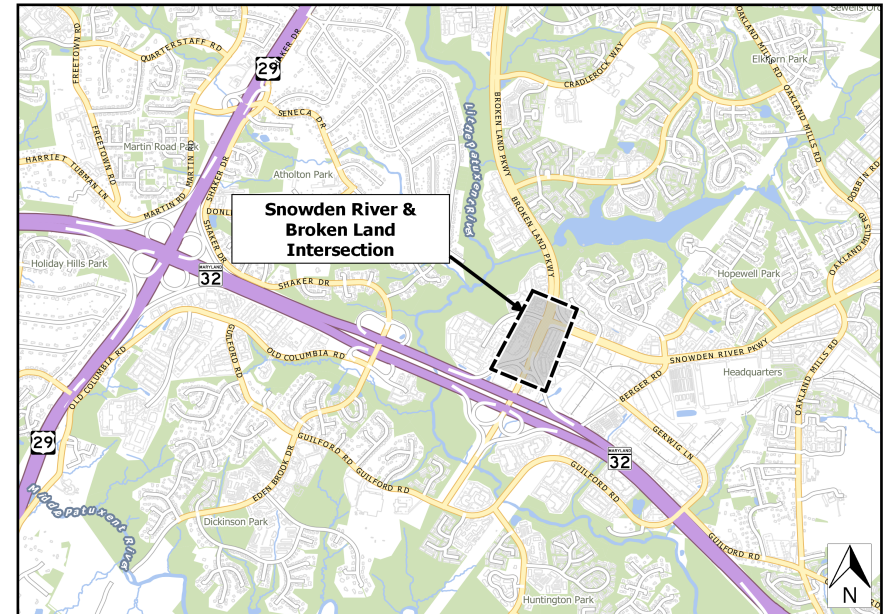 Sewells Orc
FREETOWN RD
QUARTERSTAFF RD
SHAKER DR
29
OAKLAND MILLS RD
Elkhorn Park
CRADLEROCK WAY
BROKEN LAND PKWY
Little Patuxent River
SENECA DR
FREETOWN RD
Martin Road Park
MARTIN RD
HARRIET TUBMAN LN
Atholton Park
SHAKER DR
OAKLAND MILLS RD
DOBBIN RD
MARTIN RD
DONL
Snowden River &
Broken Land
Intersection
BROKEN LAND PKWY
SHAKER DR
OAKLAND MILLS RD
Holiday Hills Park
MARYLAND
32
SHAKER DR
Hopewell Park
GUILFORD RD
OLD COLUMBIA RD
SNOWDEN RIVER PKWY
OLD COLUMBIA RD
BERGER RD
Headquarters
OAKLAND MILLS RD
29
GUILFORD RD
GERWIG LN
EDEN BROOK DR
GUILFORD RD
MARYLAND
32
GUILFORD RD
Middle Patuxent River
Dickinson Park
GUILFORD RD
Huntington Park
N
RD